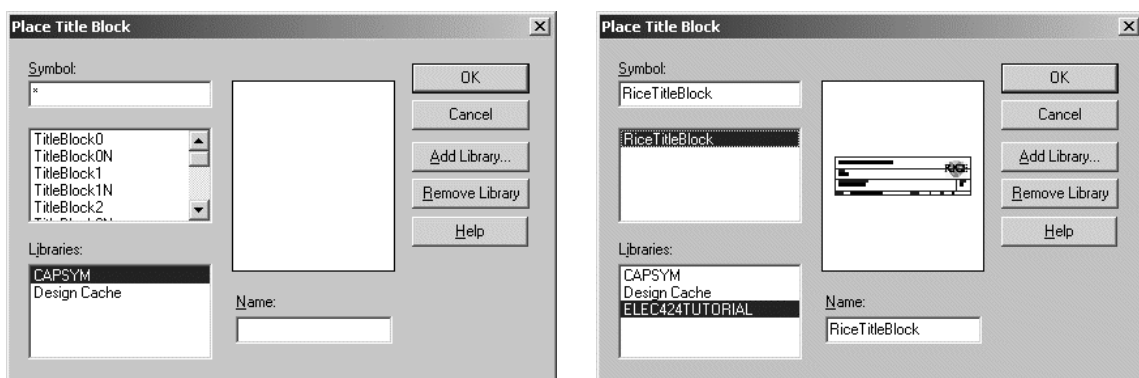 Place Title Block
Symbol:
*
TitleBlock0
TitleBlock0N
TitleBlock1
TitleBlock1N
TitleBlock2
Libraries:
CAPSYM
Design Cache
Name:
OK
Cancel
Add Library...
Remove Library
Help
Place Title Block
Symbol:
RiceTitleBlock
RiceTitleBlock
RICE
Libraries:
CAPSYM
Design Cache
ELEC424TUTORIAL
Name:
RiceTitleBlock
OK
Cancel
Add Library...
Remove Library
Help